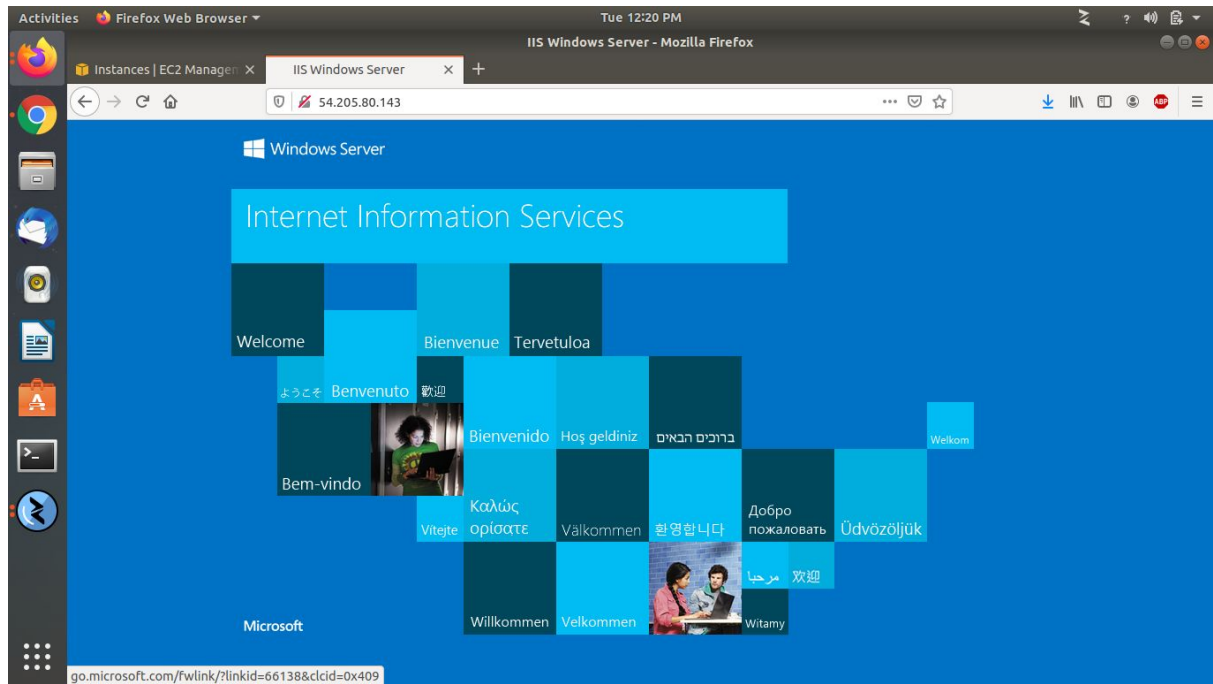 Activities Firefox Web Browser Tue 12:20 PM
IIS Windows Server - Mozilla Firefox
Instances | EC2 Managen
IIS Windows Server
54.205.80.143
ABP
Windows Server
Internet Information Services
Welcome
Bienvenue
Tervetuloa
ようこそ
Benvenuto
歡迎
Bienvenido
Hoş geldiniz
ברוכים הבאים
Welkom
Bem-vindo
Vítejte
Καλώς
ορίσατε
Välkommen
환영합니다
Добро
пожаловать
Üdvözöljük
مرحبا
欢迎
Willkommen
Velkommen
Witamy
Microsoft
go.microsoft.com/fwlink/?linkid=66138&clcid=0x409